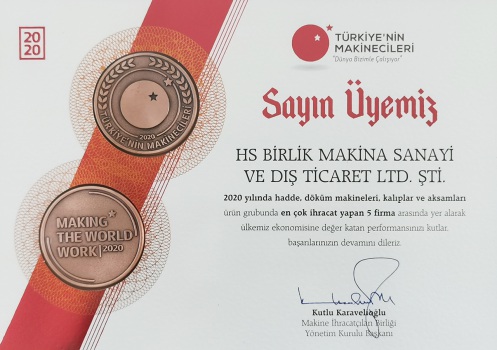 20
20
TÜRKİYE'NİN
MAKİNECİLERİ
"Dünya Bizimle Çalışıyor"
TÜRKİYE'NİN MAKİNECİLERİ
2020
Sayın Üyemiz
HS BİRLİK MAKİNA SANAYİ
VE DIŞ TİCARET LTD. ŞTİ.
2020 yılında hadde, döküm makineleri, kalıplar ve aksamları
ürün grubunda en çok ihracat yapan 5 firma arasında yer alarak
ülkemiz ekonomisine değer katan performansının kutlar,
başarılarınızın devamını dileriz.
MAKING
THE WORLD
WORK | 2020
Kutlu Karavelioğlu
Makine İhracatçıları Birliği
Yönetim Kurulu Başkanı